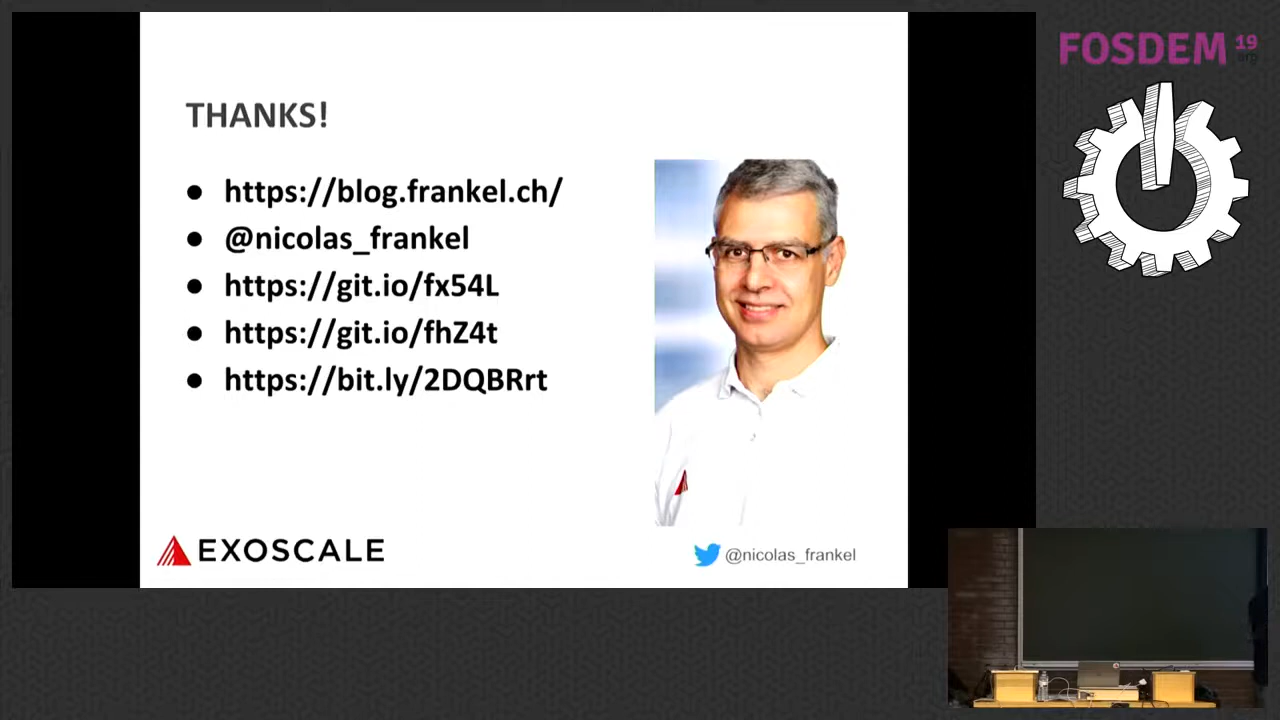 FOSDEM 19
.org
THANKS!
● https://blog.frankel.ch/
● @nicolas_frankel
● https://git.io/fx54L
● https://git.io/fhZ4t
● https://bit.ly/2DQBRrt
EXOSCALE
@nicolas_frankel